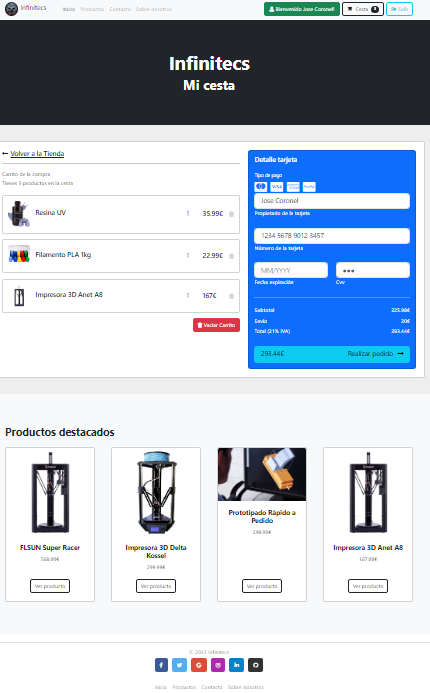 Infinitecs
Inicio Productos Contacto Sobre nosotros
Bienvenido Jose Coronel!
Cesta 3
Salir
Infinitecs
Mi cesta
Volver a la Tienda
Carrito de la compra
Tienes 3 productos en la cesta
Resina UV 1 35.99€
Filamento PLA 1kg 1 22.99€
Impresora 3D Anet A8 1 167€
Vaciar Carrito
Detalle tarjeta
Tipo de pago
VISA
Jose Coronel
Propietario de la tarjeta
1234 5678 9012 3457
Número de la tarjeta
MM/YYYY ●●●
Fecha expiración Cvv
Subtotal 225.98€
Envío 20€
Total (21% IVA) 293.44€
293.44€ Realizar pedido
Productos destacados
FLSUN Super Racer
568.00€
Ver producto
Impresora 3D Delta
Kossel
299.99€
Ver producto
Prototipado Rápido a
Pedido
299.00€
Ver producto
Impresora 3D Anet A8
167.00€
Ver producto
Inicio Productos Contacto Sobre nosotros